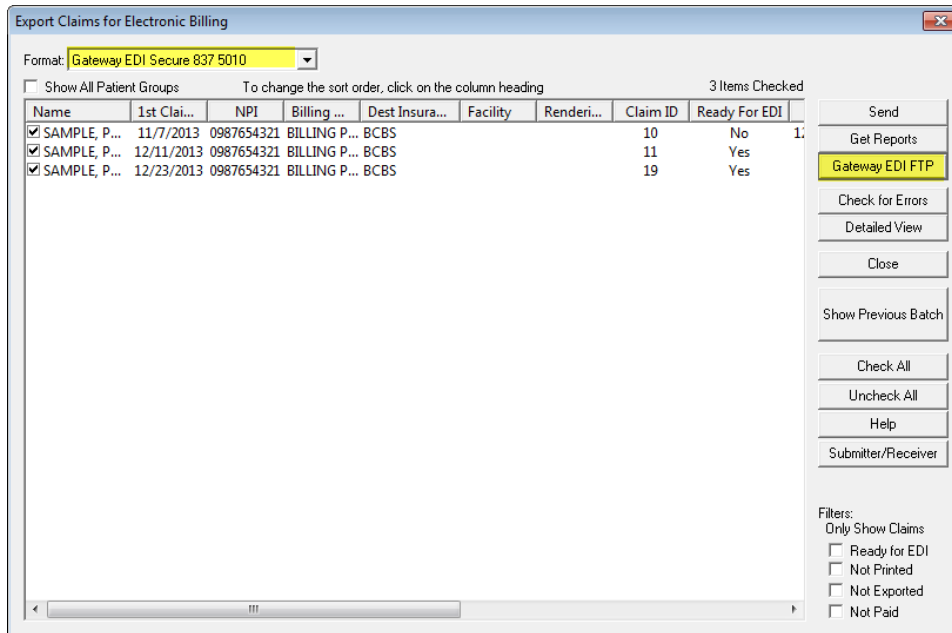 Export Claims for Electronic Billing
Format: Gateway EDI Secure 837 5010
Show All Patient Groups To change the sort order, click on the column heading 3 Items Checked
Name 1st Clai... NPI Billing ... Dest Insura... Facility Renderi... Claim ID Ready For EDI
SAMPLE, P... 11/7/2013 0987654321 BILLING P... BCBS 10 No
SAMPLE, P... 12/11/2013 0987654321 BILLING P... BCBS 11 Yes
SAMPLE, P... 12/23/2013 0987654321 BILLING P... BCBS 19 Yes
Send
Get Reports
Gateway EDI FTP
Check for Errors
Detailed View
Close
Show Previous Batch
Check All
Uncheck All
Help
Submitter/Receiver
Filters:
Only Show Claims
Ready for EDI
Not Printed
Not Exported
Not Paid